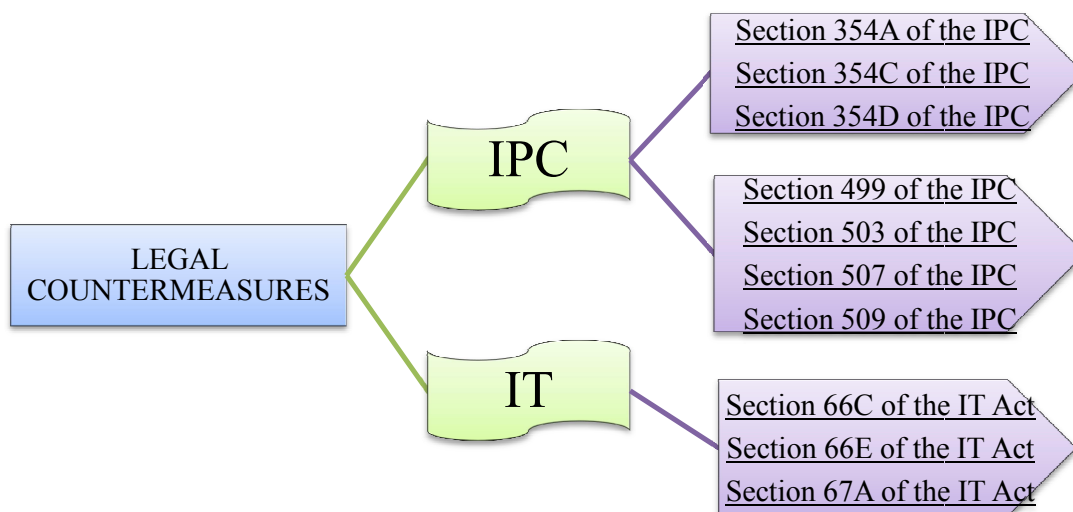 LEGAL
COUNTERMEASURES
IPC
Section 354A of the IPC
Section 354C of the IPC
Section 354D of the IPC
Section 499 of the IPC
Section 503 of the IPC
Section 507 of the IPC
Section 509 of the IPC
IT
Section 66C of the IT Act
Section 66E of the IT Act
Section 67A of the IT Act